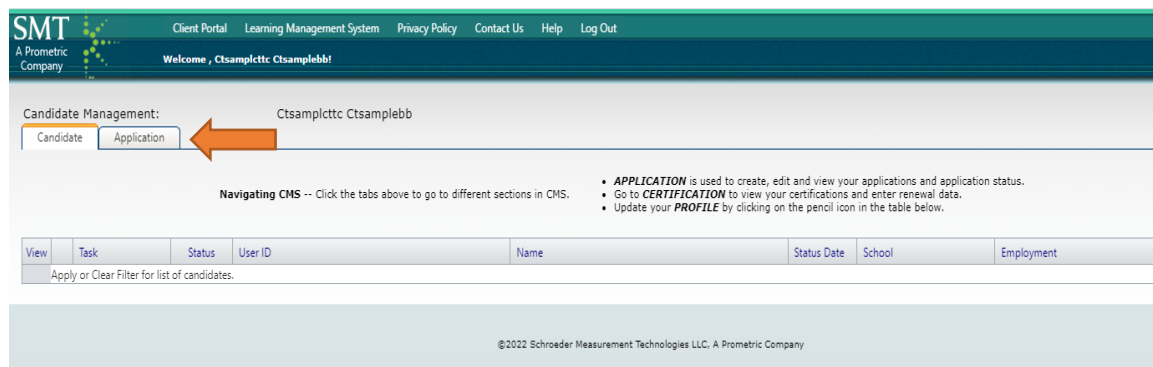 SMT
A Prometric
Company
Client Portal Learning Management System Privacy Policy Contact Us Help Log Out
Welcome , Ctsamplcttc Ctsamplebb!
Candidate Management: Ctsamplcttc Ctsamplebb
Candidate Application
Navigating CMS -- Click the tabs above to go to different sections in CMS.
• APPLICATION is used to create, edit and view your applications and application status.
• Go to CERTIFICATION to view your certifications and enter renewal data.
• Update your PROFILE by clicking on the pencil icon in the table below.
View Task Status User ID Name Status Date School Employment
Apply or Clear Filter for list of candidates.
©2022 Schroeder Measurement Technologies LLC, A Prometric Company